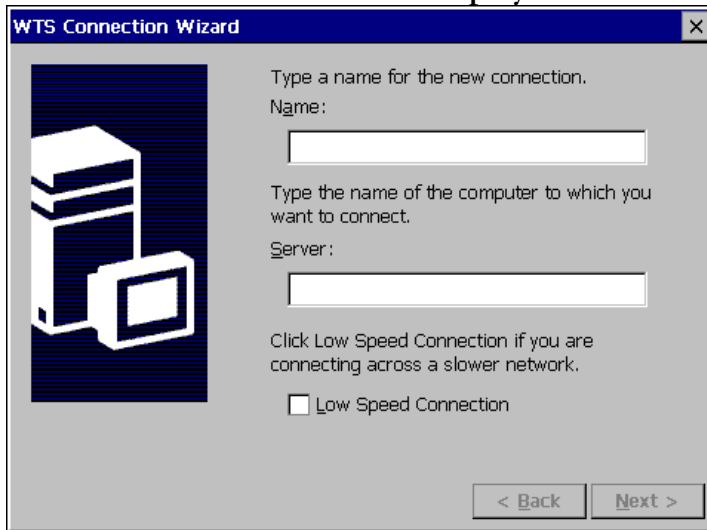 WTS Connection Wizard
Type a name for the new connection.
Name:
Type the name of the computer to which you
want to connect.
Server:
Click Low Speed Connection if you are
connecting across a slower network.
Low Speed Connection
< Back Next >